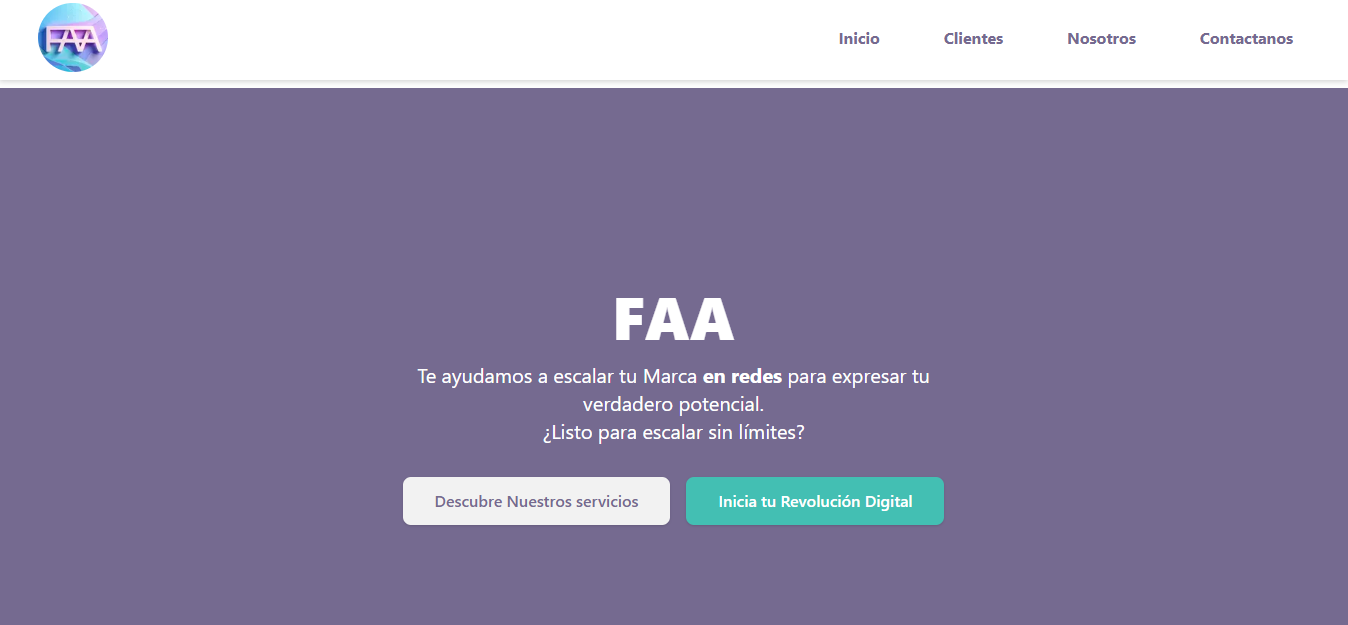 FAA
Inicio
Clientes
Nosotros
Contactanos
FAA
Te ayudamos a escalar tu Marca en redes para expresar tu
verdadero potencial.
¿Listo para escalar sin límites?
Descubre Nuestros servicios
Inicia tu Revolución Digital